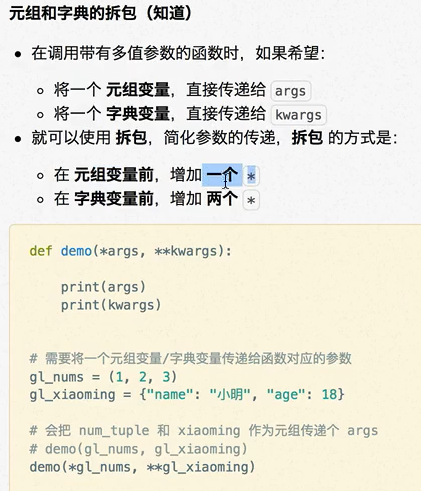 元组和字典的拆包（知道）
• 在调用带有多值参数的函数时，如果希望：
◦ 将一个 元组变量，直接传递给 args
◦ 将一个 字典变量，直接传递给 kwargs
• 就可以使用 拆包，简化参数的传递，拆包 的方式是：
◦ 在 元组变量前，增加 一个 *
◦ 在 字典变量前，增加 两个 *
def demo(*args, **kwargs):
    print(args)
    print(kwargs)
# 需要将一个元组变量/字典变量传递给函数对应的参数
gl_nums = (1, 2, 3)
gl_xiaoming = {"name": "小明", "age": 18}
# 会把 num_tuple 和 xiaoming 作为元组传递个 args
# demo(gl_nums, gl_xiaoming)
demo(*gl_nums, **gl_xiaoming)